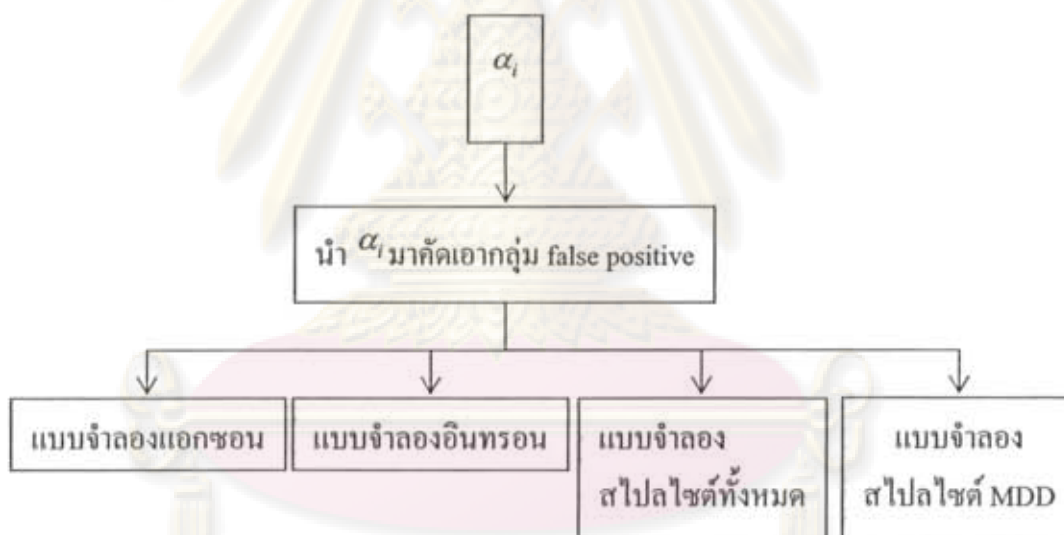 αᵢ
นำ αᵢ มาคัดเอากลุ่ม false positive
แบบจำลองแอกซอน
แบบจำลองอินทรอน
แบบจำลอง
สไปลไซต์ทั้งหมด
แบบจำลอง
สไปลไซต์ MDD